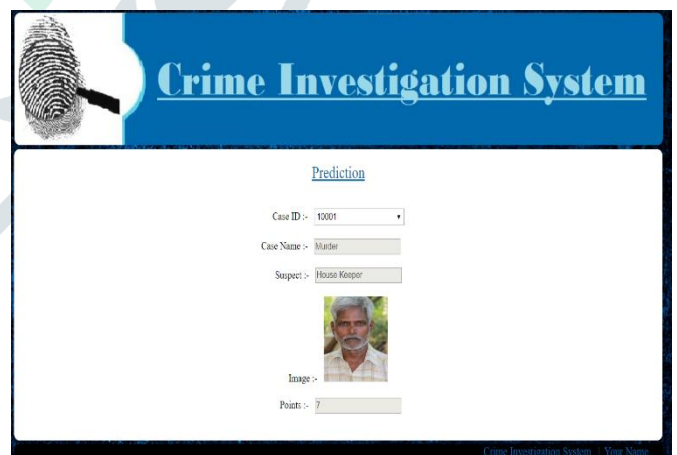 Crime Investigation System
Prediction
Case ID :- 10001
Case Name :- Murder
Suspect :- House Keeper
Image :-
Points :- 7
Crime Investigation System | Your Name